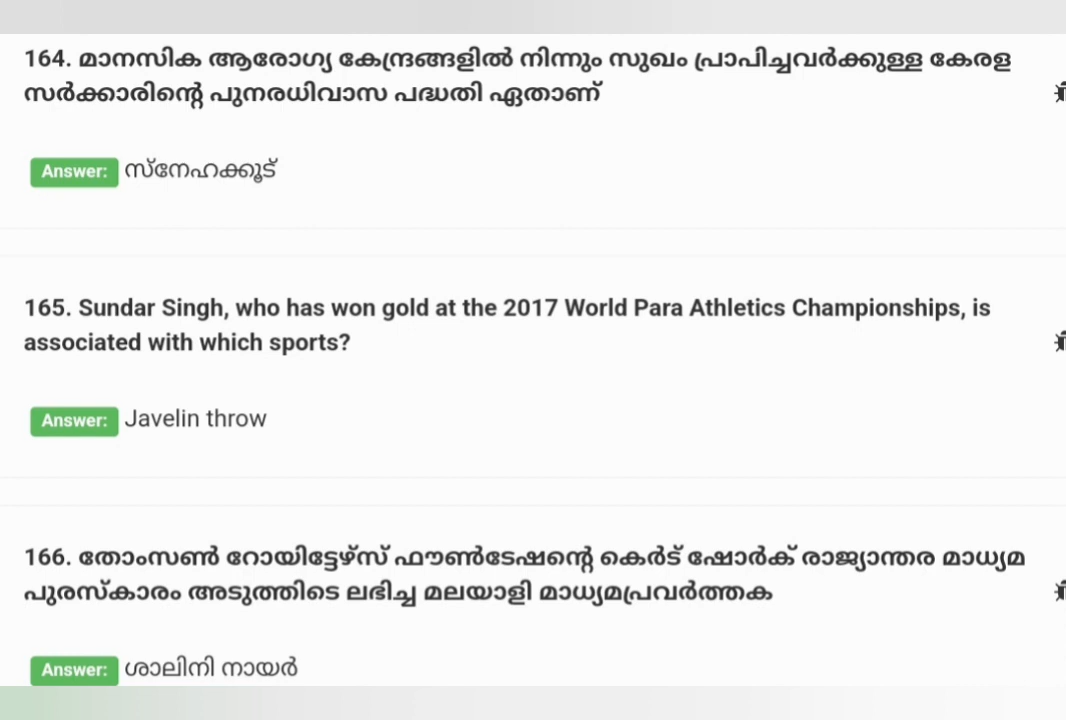 164. മാനസിക ആരോഗ്യ കേന്ദ്രങ്ങളിൽ നിന്നും സുഖം പ്രാപിച്ചവർക്കുള്ള കേരള
സർക്കാരിന്റെ പുനരധിവാസ പദ്ധതി ഏതാണ്
Answer: സ്നേഹക്കൂട്
165. Sundar Singh, who has won gold at the 2017 World Para Athletics Championships, is
associated with which sports?
Answer: Javelin throw
166. തോംസൺ റോയിട്ടേഴ്സ് ഫൗൺടേഷന്റെ കെർട് ഷോർക് രാജ്യാന്തര മാധ്യമ
പുരസ്കാരം അടുത്തിടെ ലഭിച്ച മലയാളി മാധ്യമപ്രവർത്തക
Answer: ശാലിനി നായർ